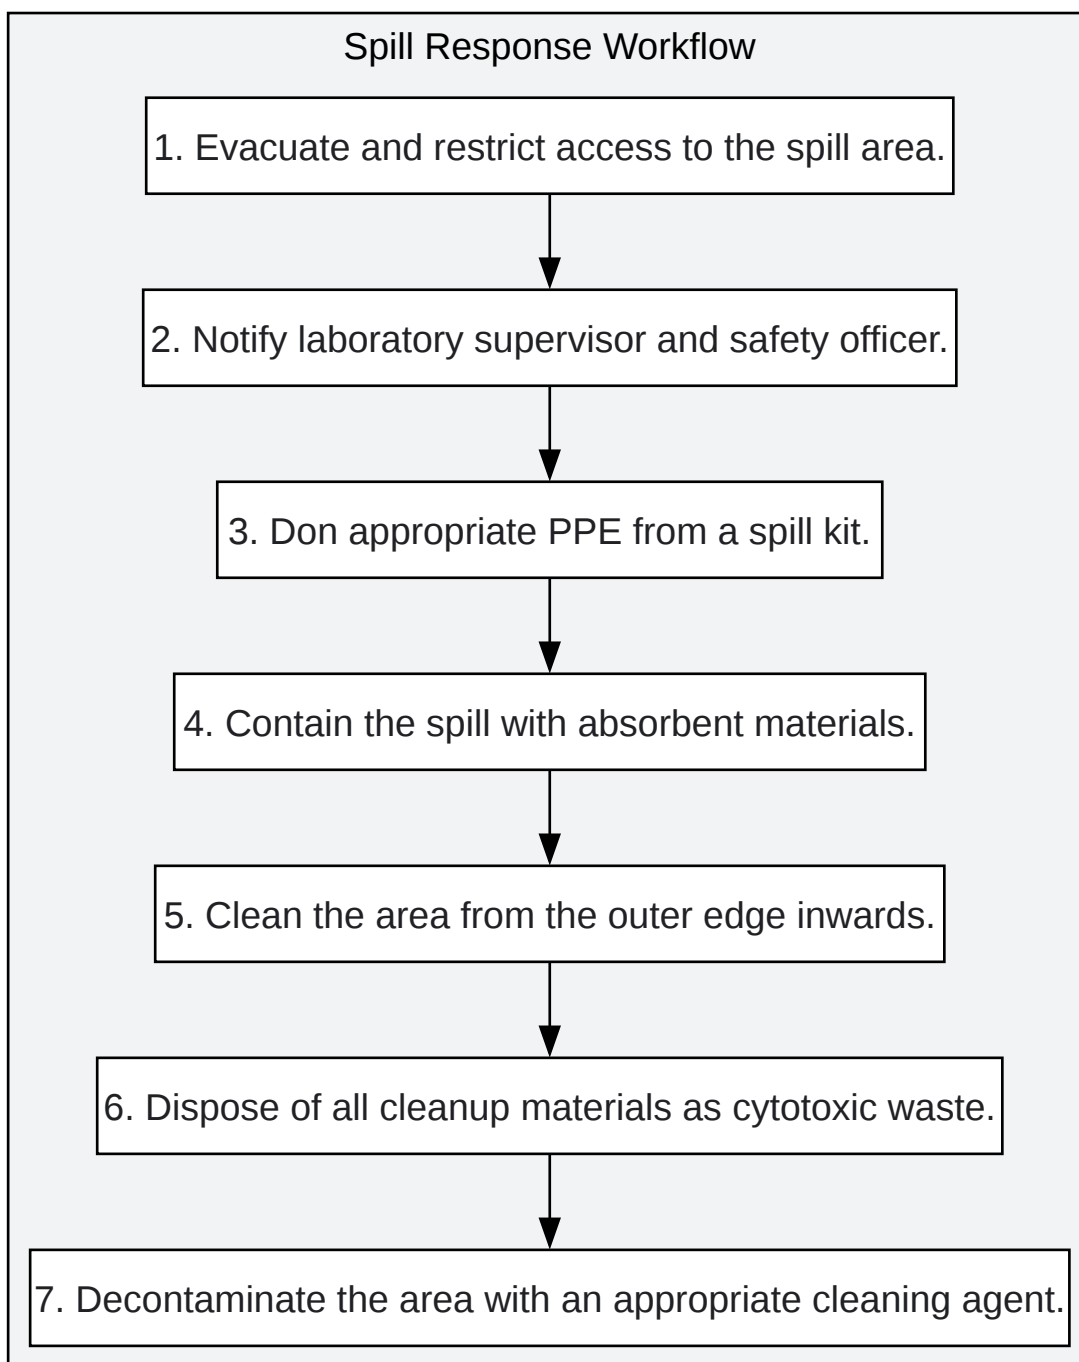 Spill Response Workflow
1. Evacuate and restrict access to the spill area.
2. Notify laboratory supervisor and safety officer.
3. Don appropriate PPE from a spill kit.
4. Contain the spill with absorbent materials.
5. Clean the area from the outer edge inwards.
6. Dispose of all cleanup materials as cytotoxic waste.
7. Decontaminate the area with an appropriate cleaning agent.